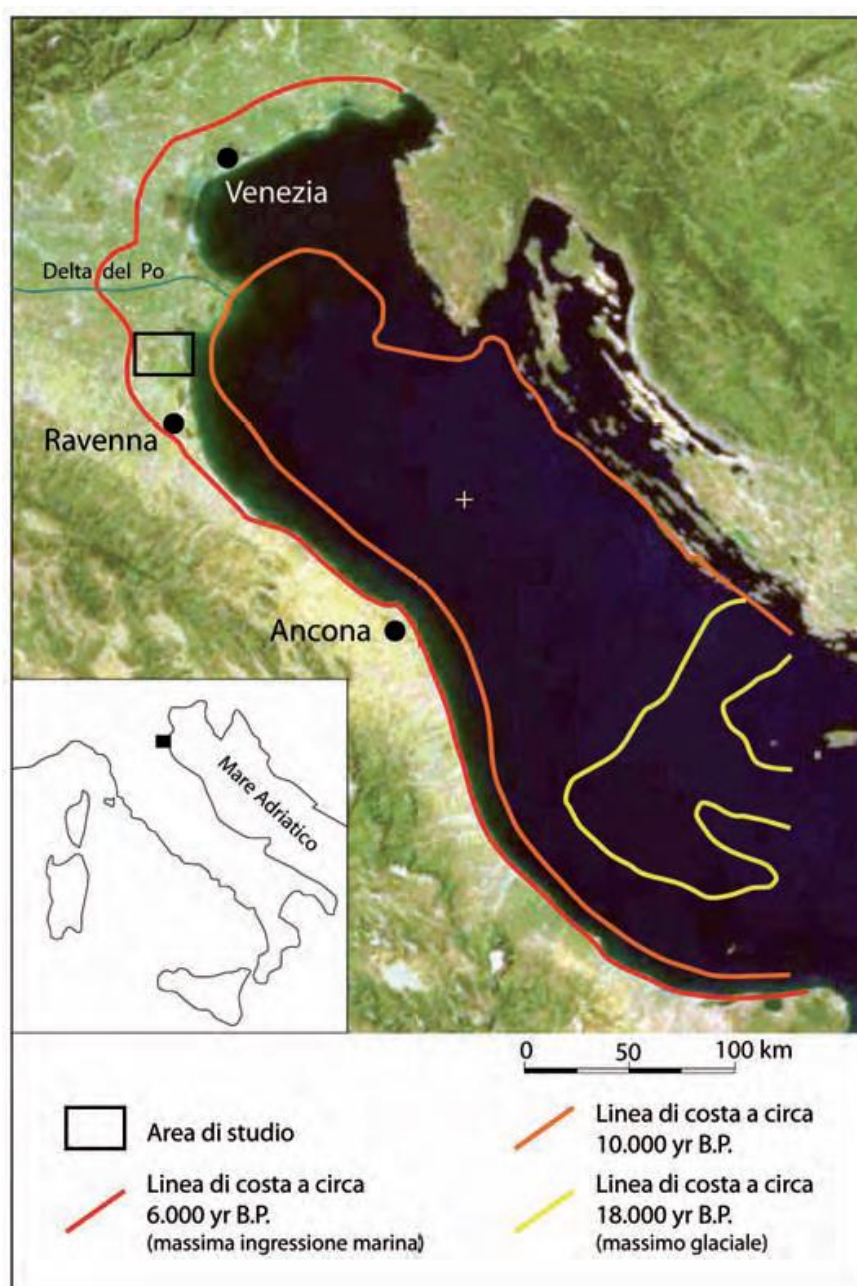 Venezia
Delta del Po
Ravenna
Ancona
Mare Adriatico
0 50 100 km
Area di studio
Linea di costa a circa
6.000 yr B.P.
(massima ingressione marina)
Linea di costa a circa
10.000 yr B.P.
Linea di costa a circa
18.000 yr B.P.
(massimo glaciale)